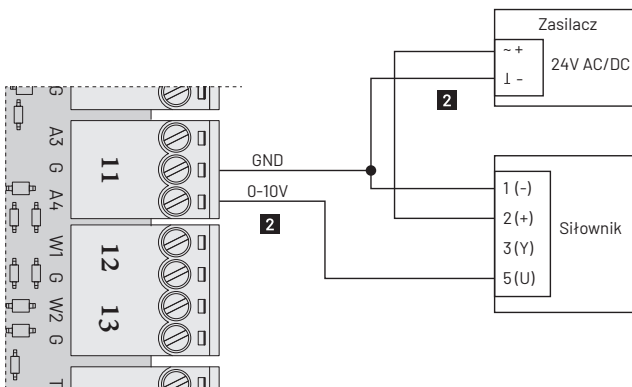 Zasilacz
~ +
24V AC/DC
⊥ -
2
G
A3
G
A4
W1
G
W2
G
T
11
12
13
GND
0-10V
2
1 (-)
2 (+)
3 (Y)
5 (U)
Siłownik